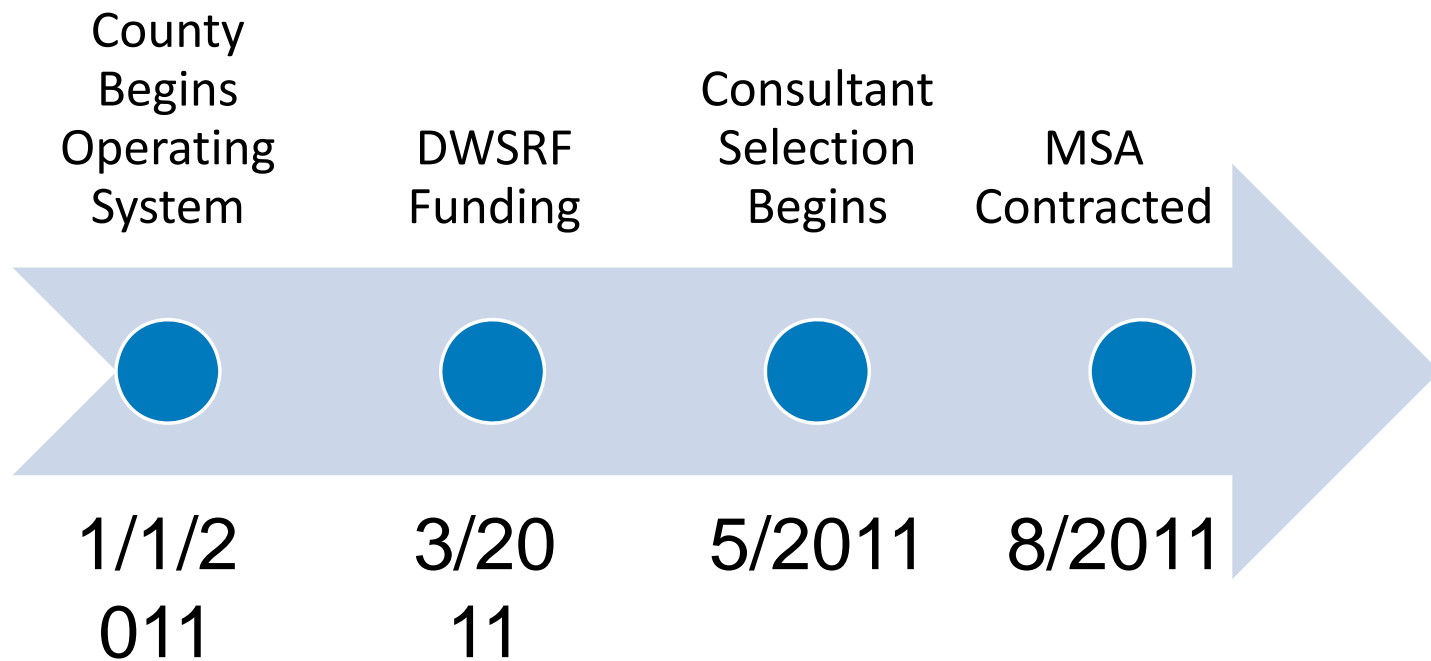 County
Begins
Operating
System
DWSRF
Funding
Consultant
Selection
Begins
MSA
Contracted
1/1/2
011
3/20
11
5/2011
8/2011